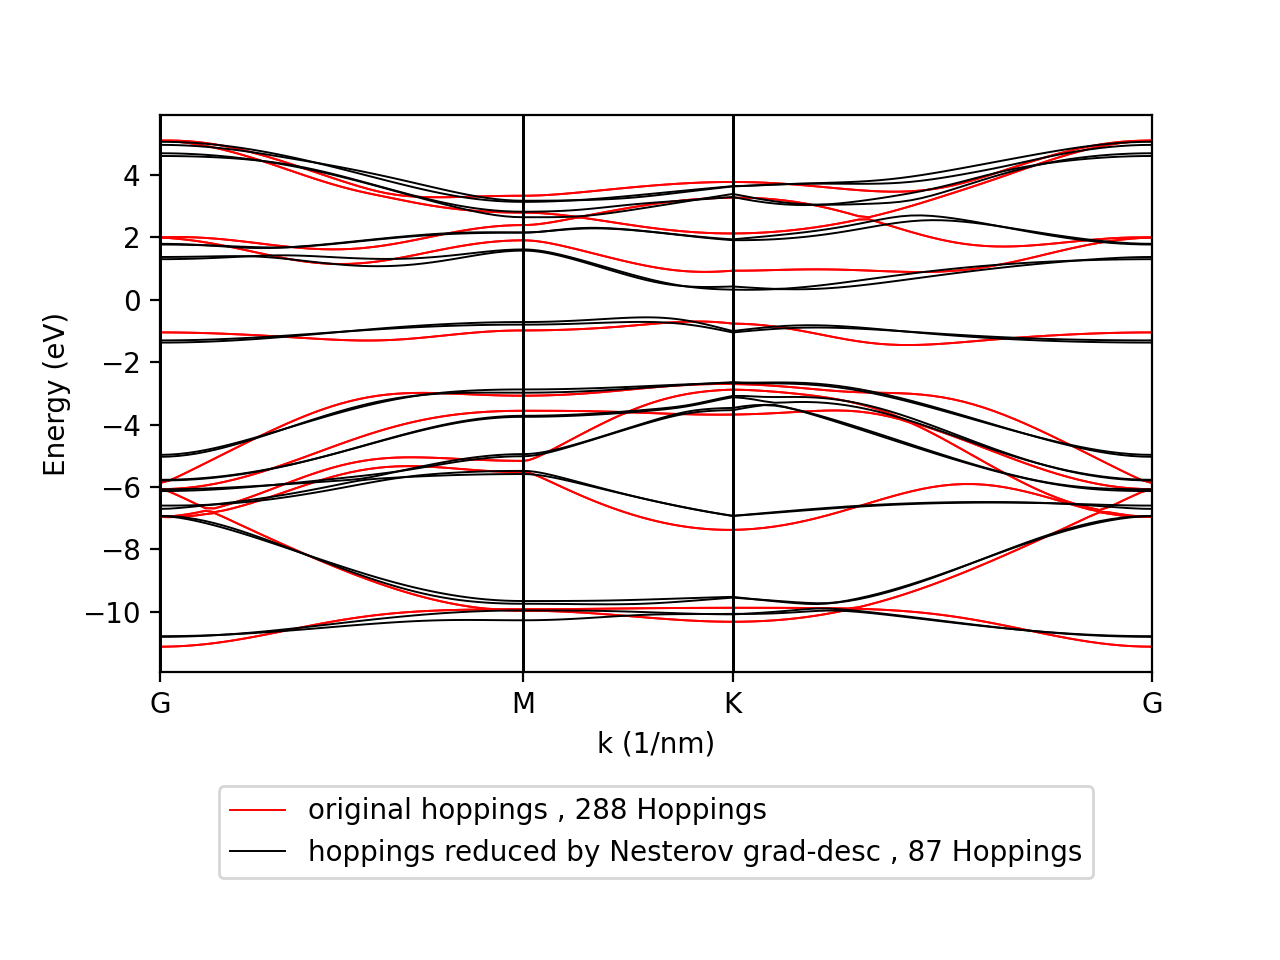 4
2
0
−2
−4
−6
−8
−10
Energy (eV)
G M K G
k (1/nm)
original hoppings , 288 Hoppings
hoppings reduced by Nesterov grad-desc , 87 Hoppings